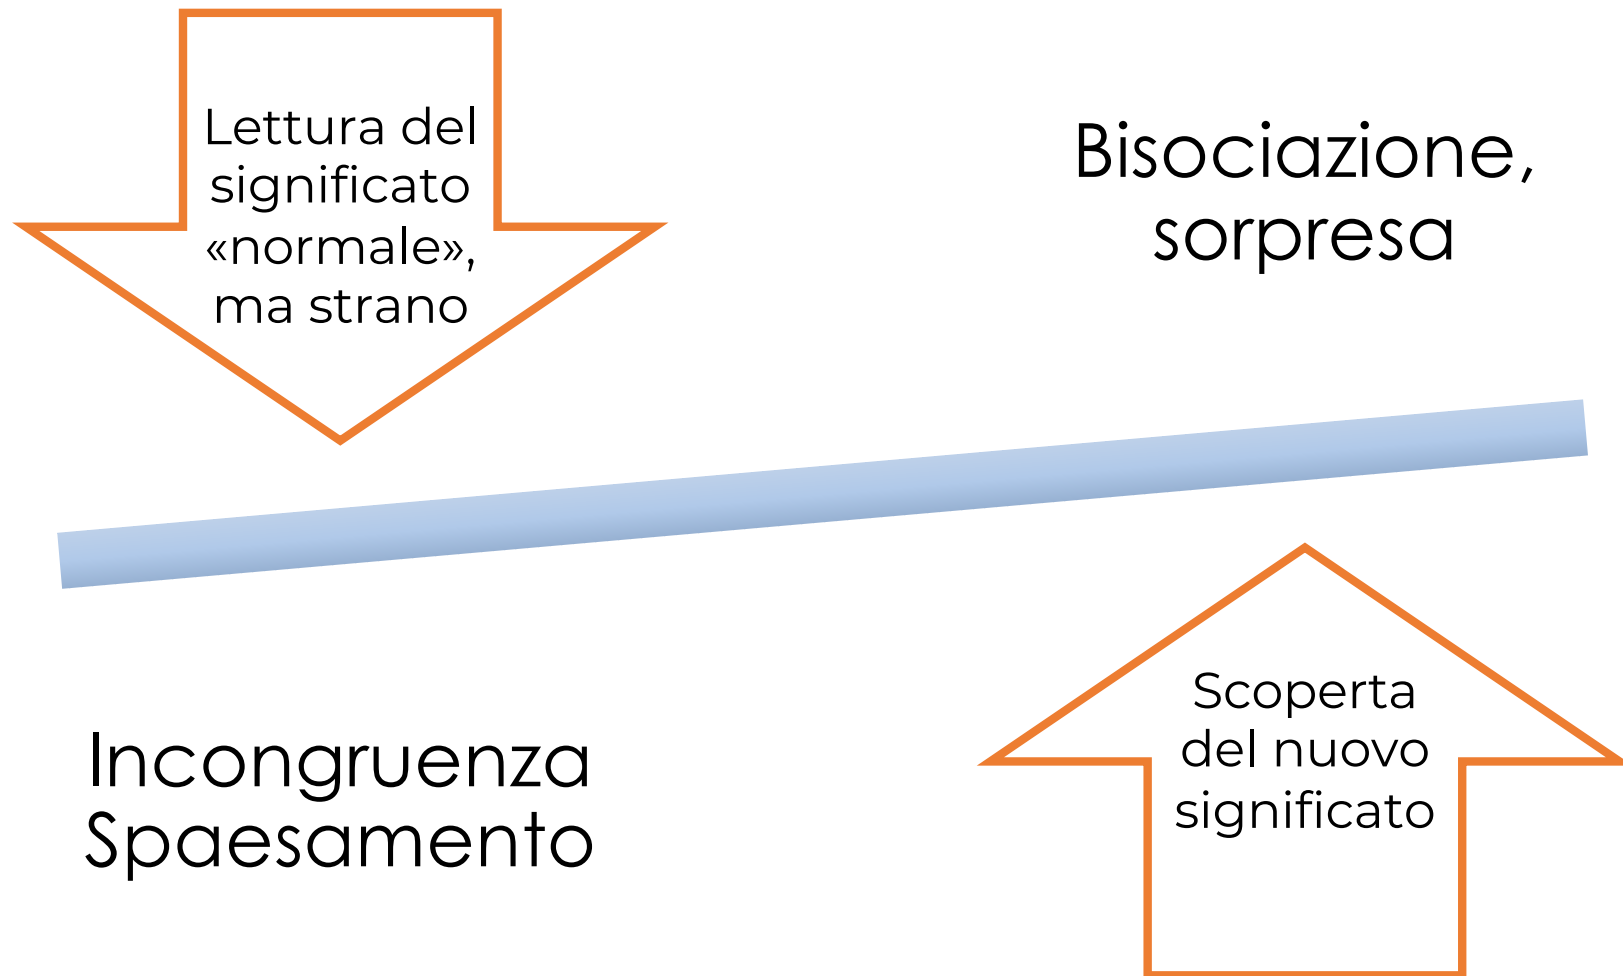 Lettura del
significato
«normale»,
ma strano
Bisociazione,
sorpresa
Incongruenza
Spaesamento
Scoperta
del nuovo
significato